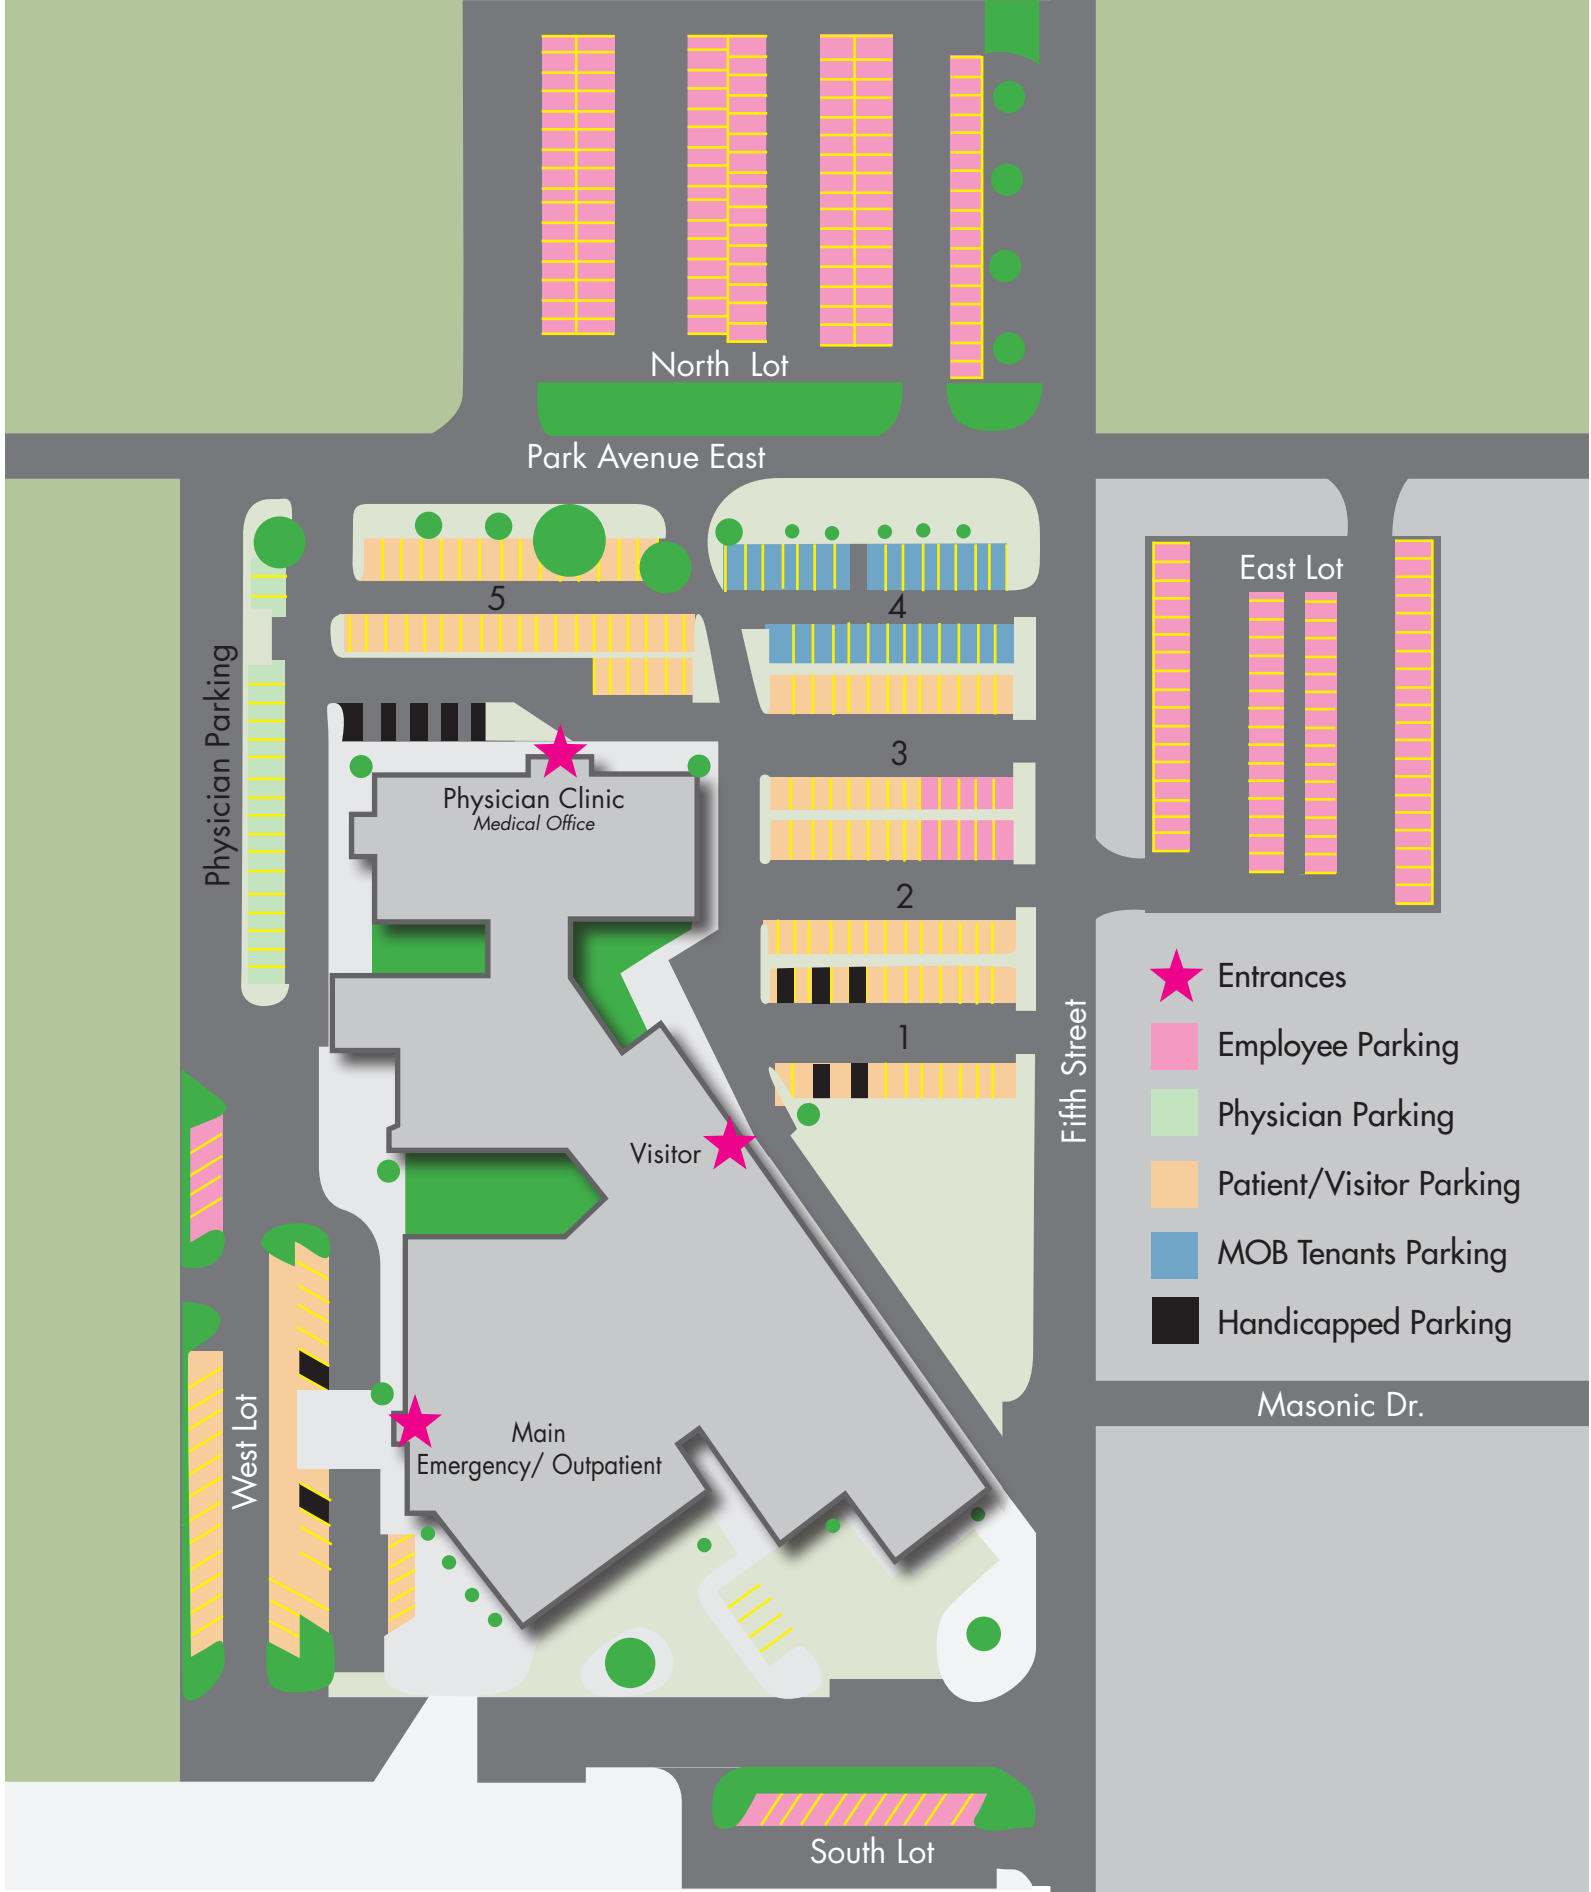 North Lot
Park Avenue East
5
4
East Lot
Physician Parking
3
Physician Clinic
Medical Office
2
Entrances
1
Fifth Street
Employee Parking
Physician Parking
Visitor
Patient/Visitor Parking
MOB Tenants Parking
Handicapped Parking
West Lot
Masonic Dr.
Main
Emergency/ Outpatient
South Lot